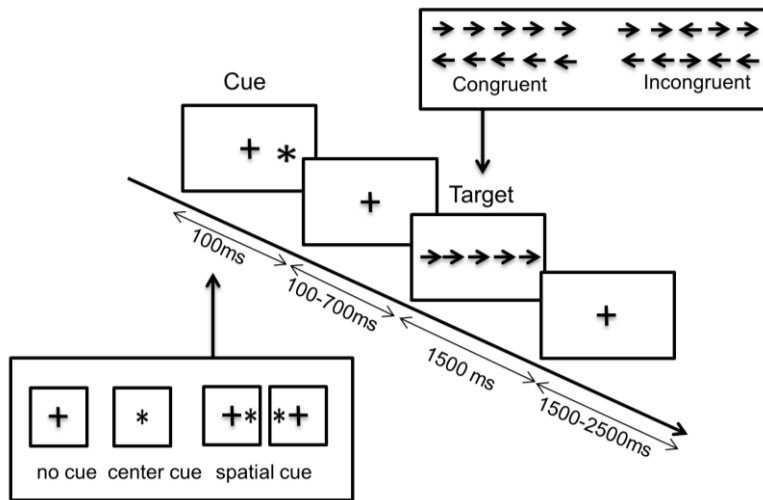 Congruent
Incongruent
Cue
Target
100ms
100-700ms
1500 ms
1500-2500ms
no cue center cue spatial cue